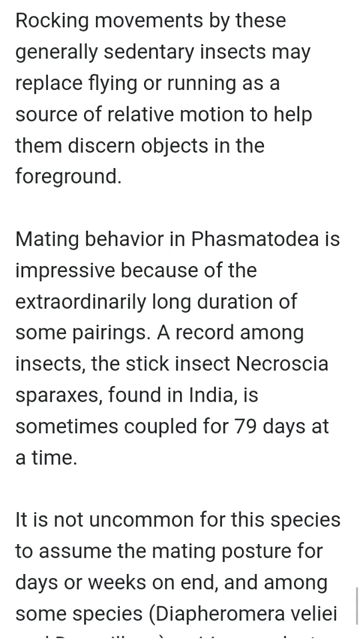 Rocking movements by these
generally sedentary insects may
replace flying or running as a
source of relative motion to help
them discern objects in the
foreground.
Mating behavior in Phasmatodea is
impressive because of the
extraordinarily long duration of
some pairings. A record among
insects, the stick insect Necroscia
sparaxes, found in India, is
sometimes coupled for 79 days at
a time.
It is not uncommon for this species
to assume the mating posture for
days or weeks on end, and among
some species (Diapheromera veliei